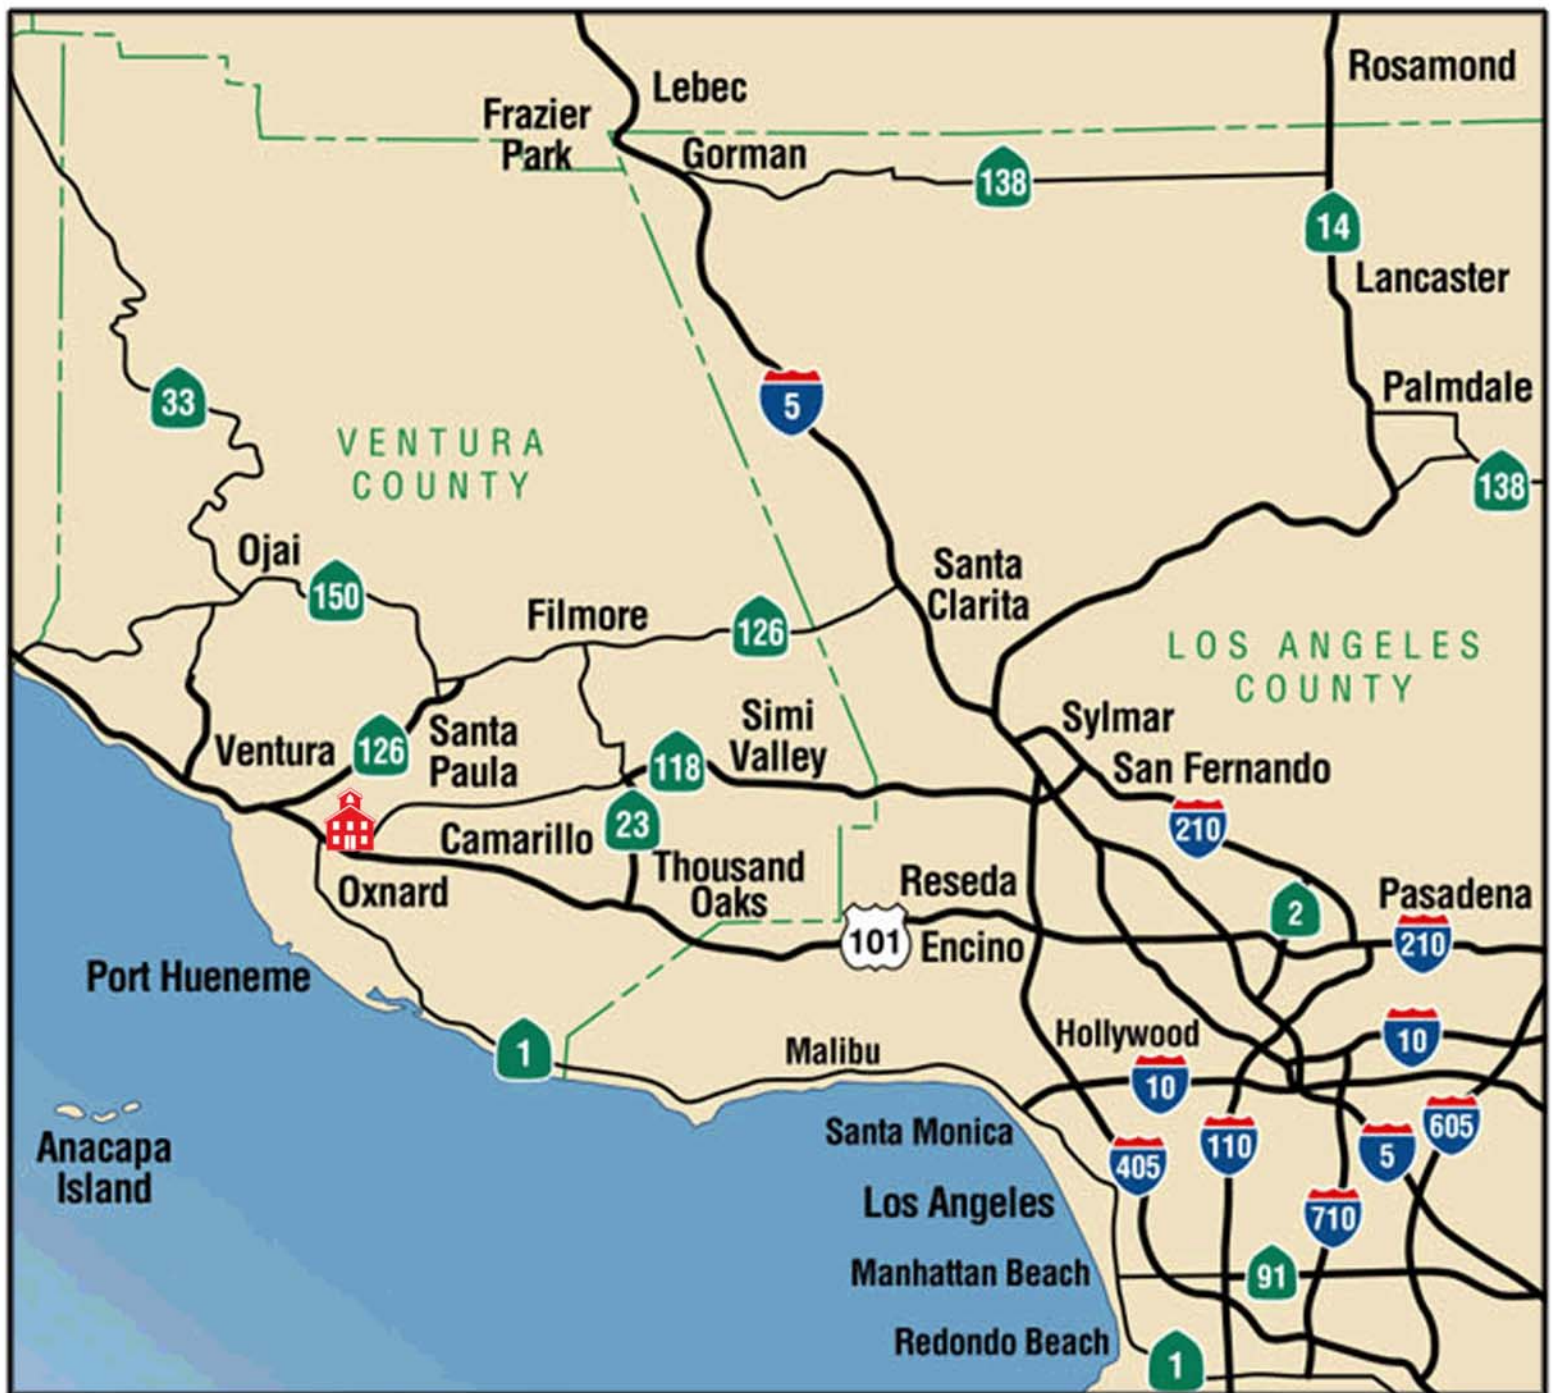 Rosamond
Lebec
Frazier
Park
Gorman
138
14
Lancaster
Palmdale
5
33
VENTURA
COUNTY
138
Ojai
150
Santa
Clarita
Filmore
126
LOS ANGELES
COUNTY
Ventura
126
Santa
Paula
118
Simi
Valley
Sylmar
San Fernando
210
Camarillo
23
Thousand
Oaks
Reseda
Oxnard
101
Encino
2
Pasadena
210
Port Hueneme
1
Malibu
Hollywood
10
10
Anacapa
Island
Santa Monica
405
110
5
605
Los Angeles
710
Manhattan Beach
91
Redondo Beach
1